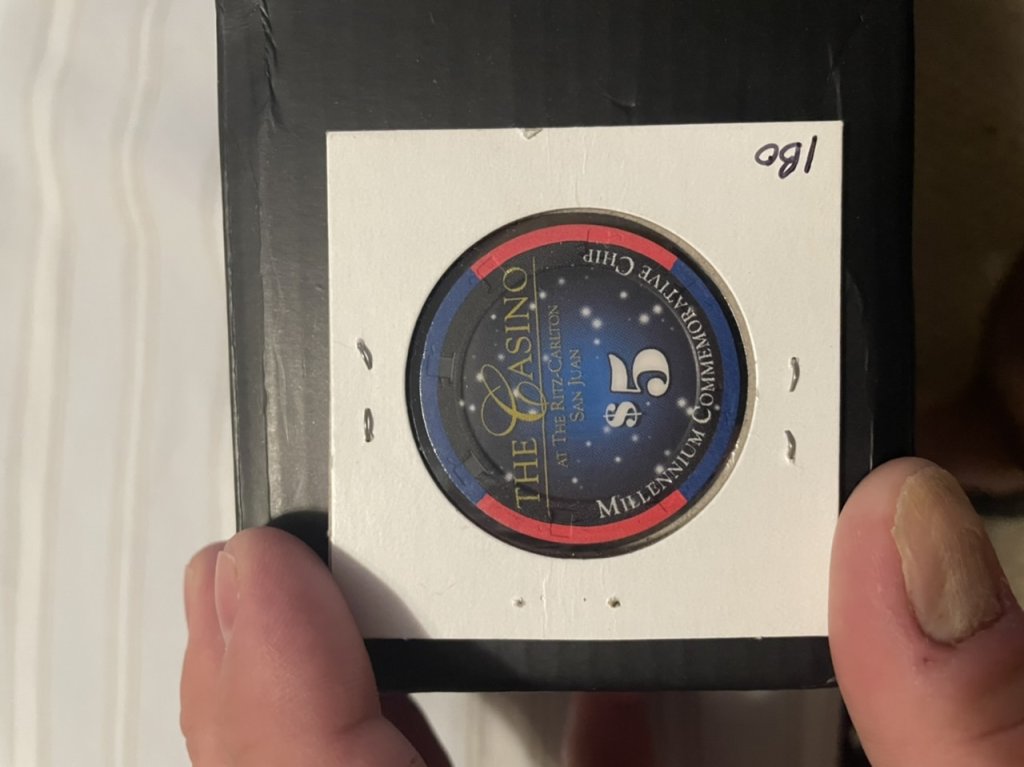 THE CASINO
AT THE RITZ-CARLTON
SAN JUAN
$5
MILLENNIUM COMMEMORATIVE CHIP
180